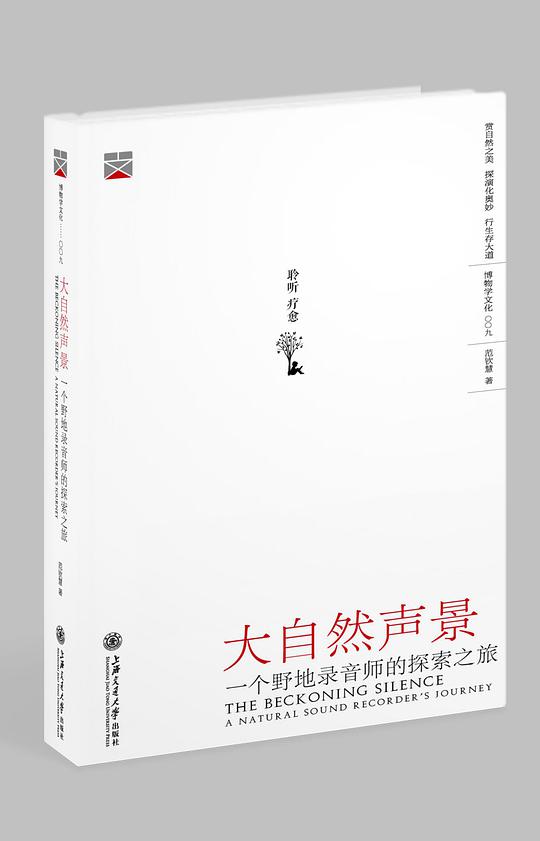 赏自然之美 探演化奥妙 行生存大道
博物学文化 〇〇九
范钦慧 著
聆听 疗愈
大自然声景
一个野地录音师的探索之旅
THE BECKONING SILENCE
A NATURAL SOUND RECORDER'S JOURNEY
上海交通大学出版社
SHANGHAI JIAO TONG UNIVERSITY PRESS
博物学文化……〇〇九
大自然声景 一个野地录音师的探索之旅
THE BECKONING SILENCE A NATURAL SOUND RECORDER'S JOURNEY
范钦慧 著
上海交通大学出版社
SHANGHAI JIAO TONG UNIVERSITY PRESS